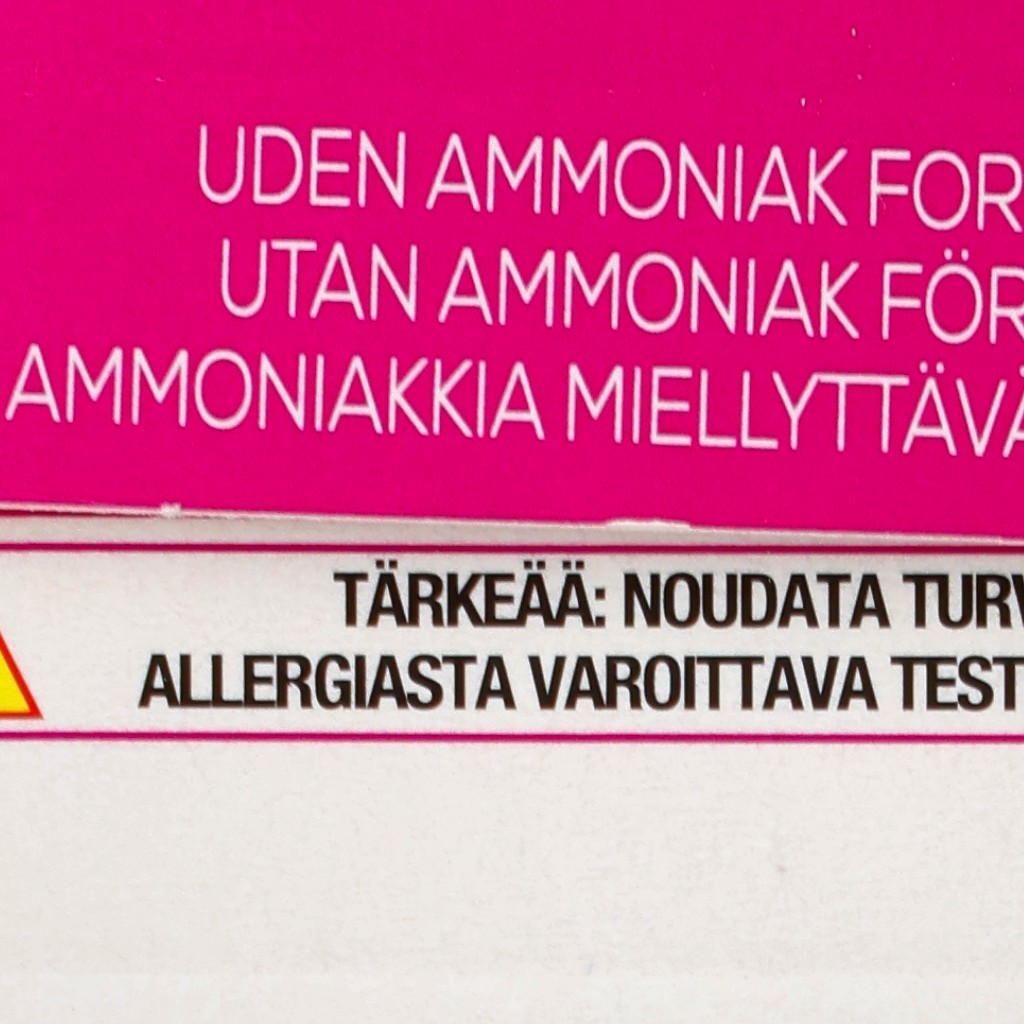 UDEN AMMONIAK FOR
UTAN AMMONIAK FÖR
AMMONIAKKIA MIELLYTTÄVÄ
TÄRKEÄÄ: NOUDATA TURV
ALLERGIASTA VAROITTAVA TEST